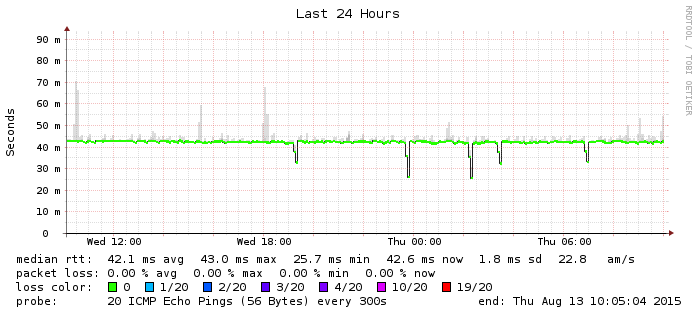 Last 24 Hours
RRDTOOL / TOBI OETIKER
Seconds
90 m
80 m
70 m
60 m
50 m
40 m
30 m
20 m
10 m
0
Wed 12:00 Wed 18:00 Thu 00:00 Thu 06:00
median rtt: 42.1 ms avg 43.0 ms max 25.7 ms min 42.6 ms now 1.8 ms sd 22.8 am/s
packet loss: 0.00 % avg 0.00 % max 0.00 % min 0.00 % now
loss color: 0 1/20 2/20 3/20 4/20 10/20 19/20
probe: 20 ICMP Echo Pings (56 Bytes) every 300s end: Thu Aug 13 10:05:04 2015